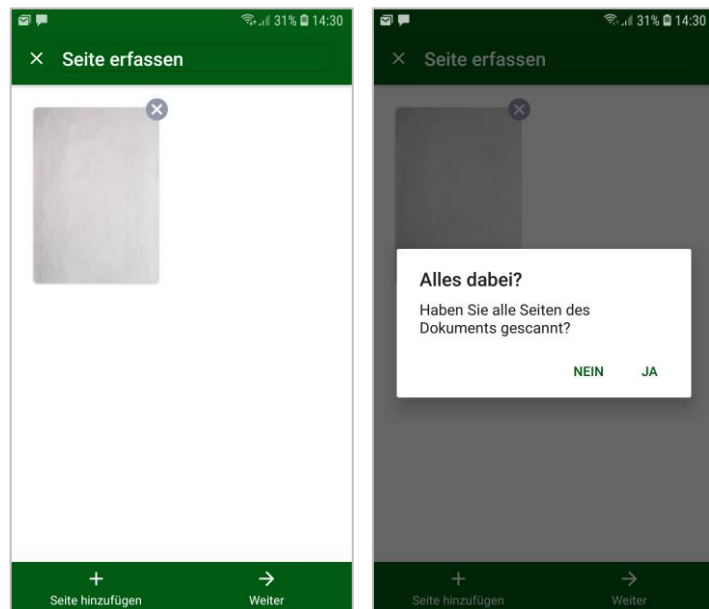 31% 14:30
× Seite erfassen
+ Seite hinzufügen
→ Weiter
31% 14:30
× Seite erfassen
Alles dabei?
Haben Sie alle Seiten des
Dokuments gescannt?
NEIN JA
+ Seite hinzufügen
→ Weiter